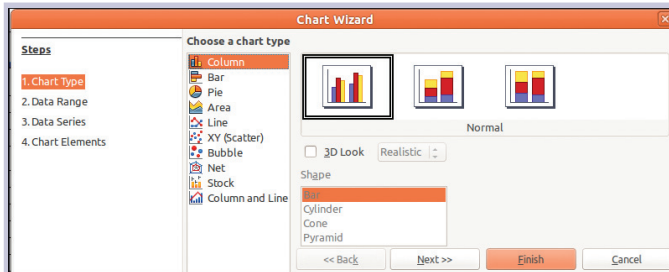 Chart Wizard
Steps
1. Chart Type
2. Data Range
3. Data Series
4. Chart Elements
Choose a chart type
Column
Bar
Pie
Area
Line
XY (Scatter)
Bubble
Net
Stock
Column and Line
Normal
3D Look Realistic
Shape
Bar
Cylinder
Cone
Pyramid
<< Back Next >> Finish Cancel